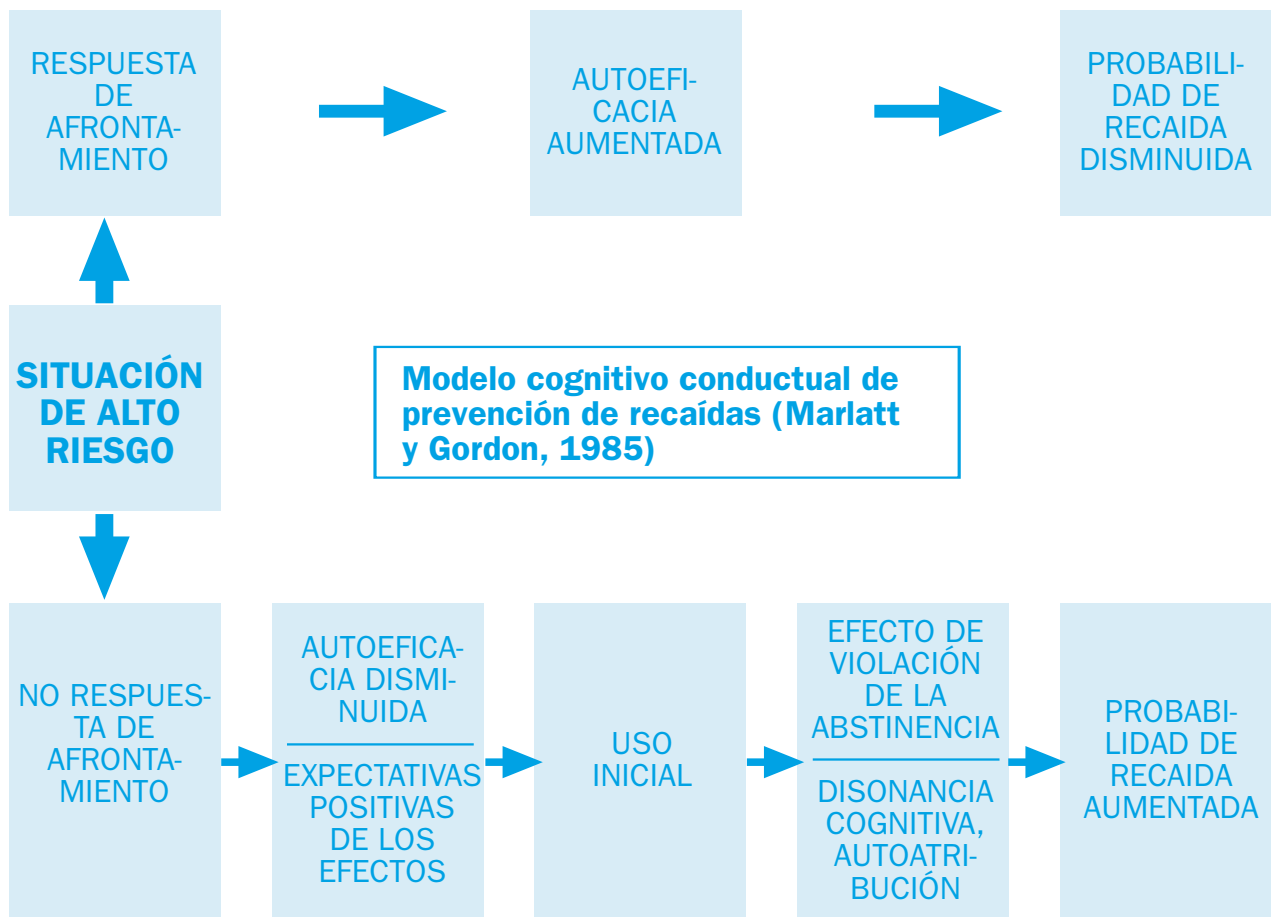 RESPUESTA
DE
AFRONTA-
MIENTO
AUTOEFI-
CACIA
AUMENTADA
PROBABILI-
DAD DE
RECAIDA
DISMINUIDA
SITUACIÓN
DE ALTO
RIESGO
Modelo cognitivo conductual de
prevención de recaídas (Marlatt
y Gordon, 1985)
NO RESPUES-
TA DE
AFRONTA-
MIENTO
AUTOEFICA-
CIA DISMI-
NUIDA
EXPECTATIVAS
POSITIVAS
DE LOS
EFECTOS
USO
INICIAL
EFECTO DE
VIOLACIÓN
DE LA
ABSTINENCIA
DISONANCIA
COGNITIVA,
AUTOATRI-
BUCIÓN
PROBABI-
LIDAD DE
RECAIDA
AUMENTADA